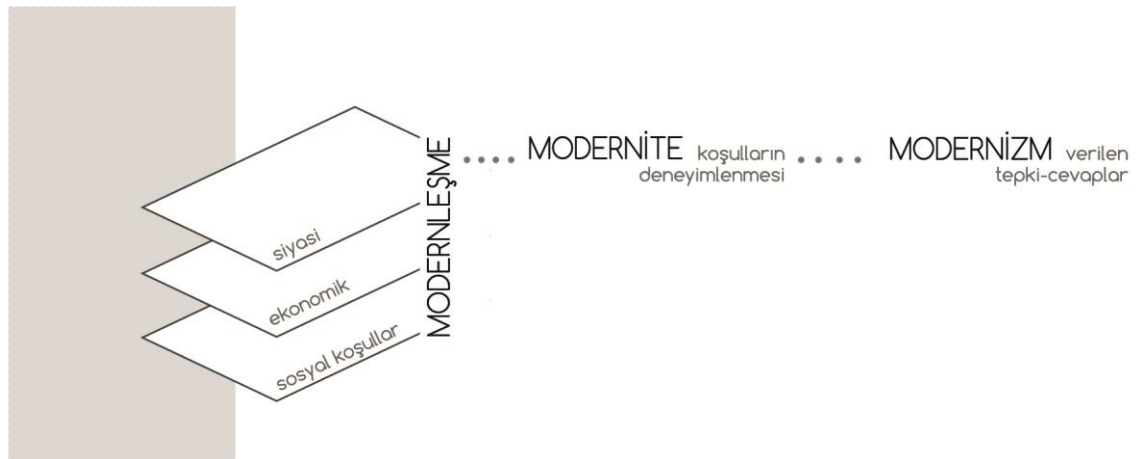 siyasi
ekonomik
sosyal koşullar
MODERNLEŞME
MODERNİTE koşulların
deneyimlenmesi
MODERNİZM verilen
tepki-cevaplar